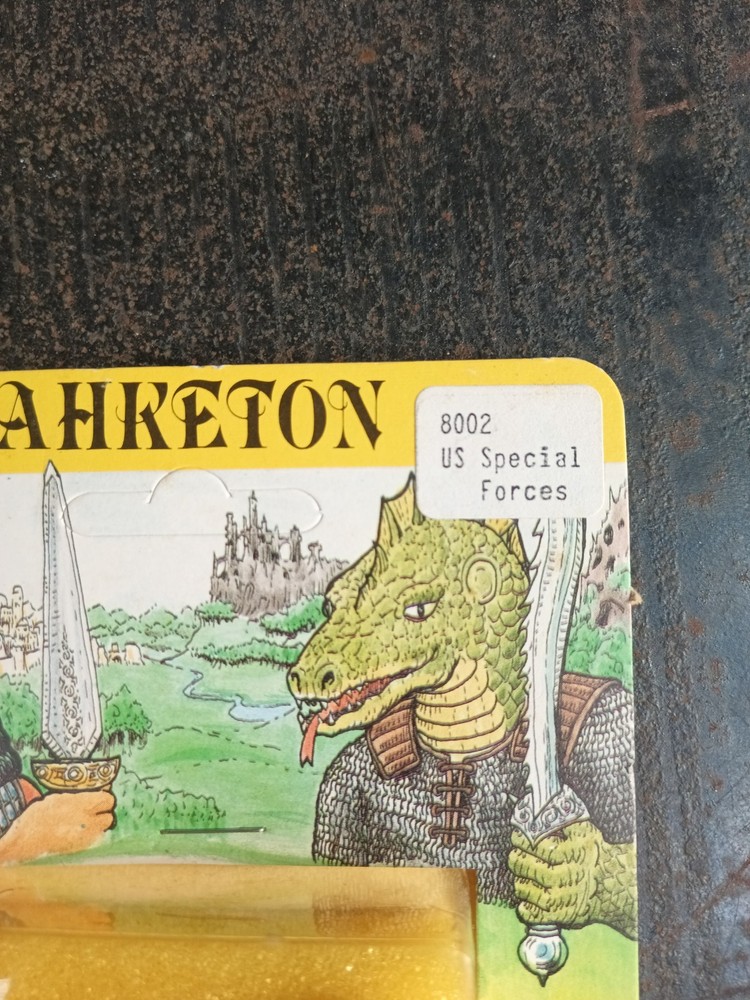 AHKETON
8002
US Special
Forces